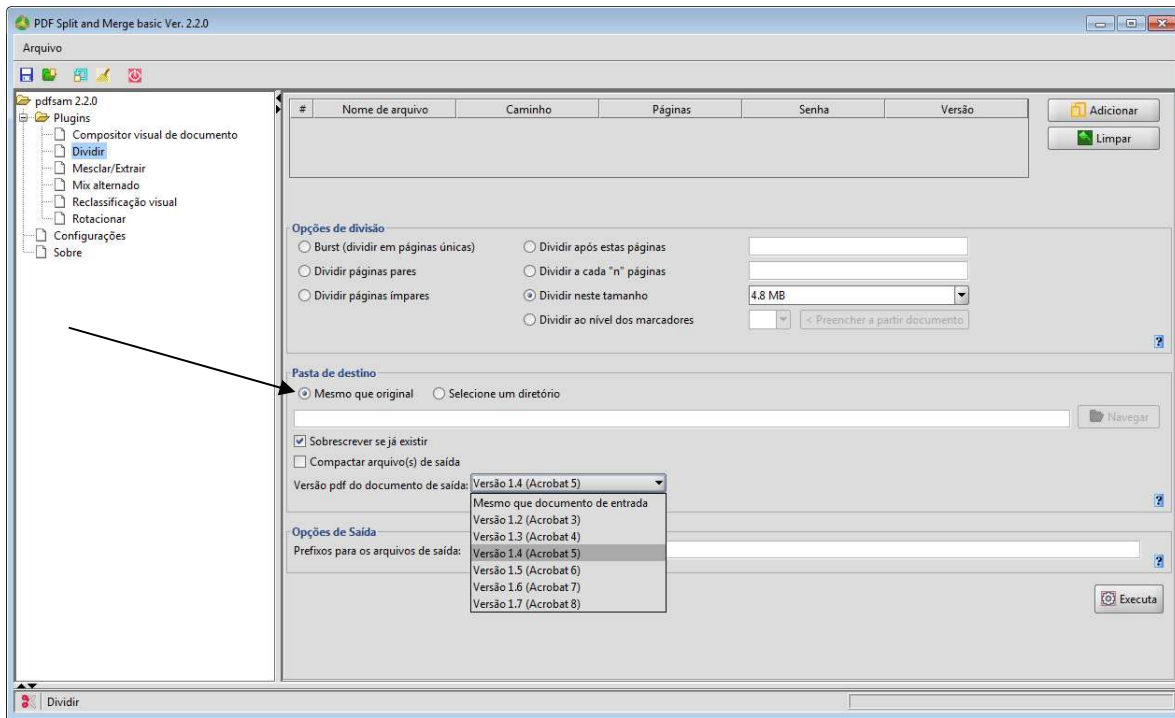 PDF Split and Merge basic Ver. 2.2.0
Arquivo
pdfsam 2.2.0
Plugins
Compositor visual de documento
Dividir
Mesclar/Extrair
Mix alternado
Reclassificação visual
Rotacionar
Configurações
Sobre
# Nome de arquivo Caminho Páginas Senha Versão
Adicionar
Limpar
Opções de divisão
Burst (dividir em páginas únicas) Dividir após estas páginas
Dividir páginas pares Dividir a cada "n" páginas
Dividir páginas ímpares Dividir neste tamanho 4.8 MB
Dividir ao nível dos marcadores < Preencher a partir documento
?
Pasta de destino
Mesmo que original Selecione um diretório
Navegar
Sobrescrever se já existir
Compactar arquivo(s) de saída
Versão pdf do documento de saída: Versão 1.4 (Acrobat 5)
Mesmo que documento de entrada
?
Versão 1.2 (Acrobat 3)
Versão 1.3 (Acrobat 4)
Versão 1.4 (Acrobat 5)
Versão 1.5 (Acrobat 6)
Versão 1.6 (Acrobat 7)
Versão 1.7 (Acrobat 8)
Opções de Saída
Prefixos para os arquivos de saída:
?
Executa
Dividir